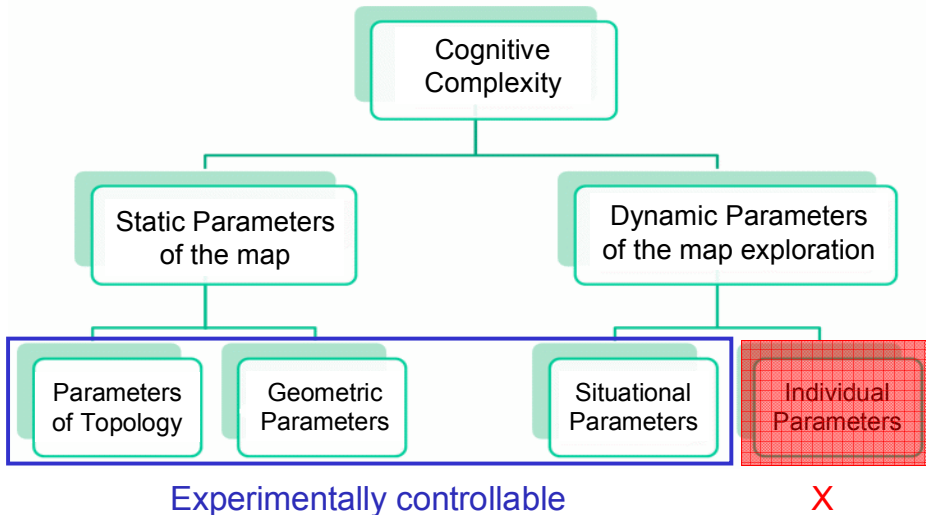 Cognitive
Complexity
Static Parameters
of the map
Dynamic Parameters
of the map exploration
Parameters
of Topology
Geometric
Parameters
Situational
Parameters
Individual
Parameters
Experimentally controllable
X